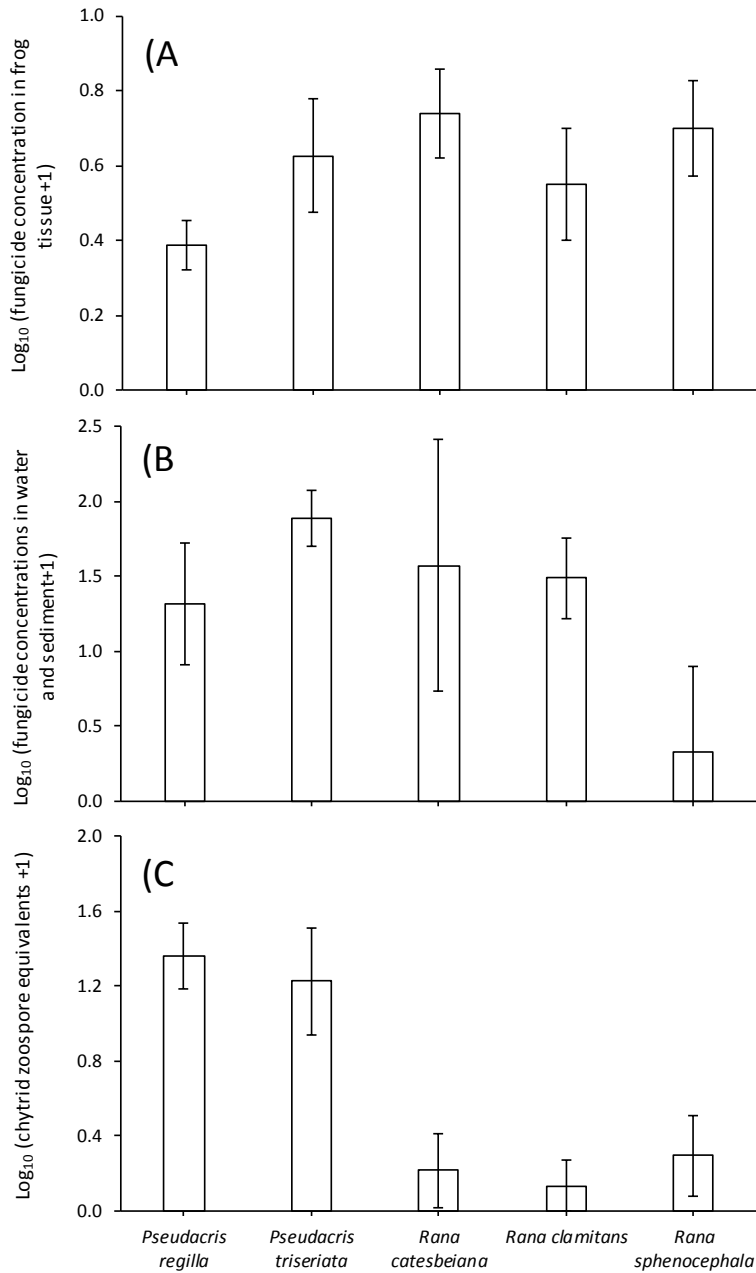 (A
Log₁₀ (fungicide concentration in frog
tissue+1)
1.0
0.8
0.6
0.4
0.2
0.0
(B
Log₁₀ (fungicide concentrations in water
and sediment+1)
2.5
2.0
1.5
1.0
0.5
0.0
(C
Log₁₀ (chytrid zoospore equivalents +1)
2.0
1.6
1.2
0.8
0.4
0.0
Pseudacris
regilla
Pseudacris
triseriata
Rana
catesbeiana
Rana clamitans
Rana
sphenocephala